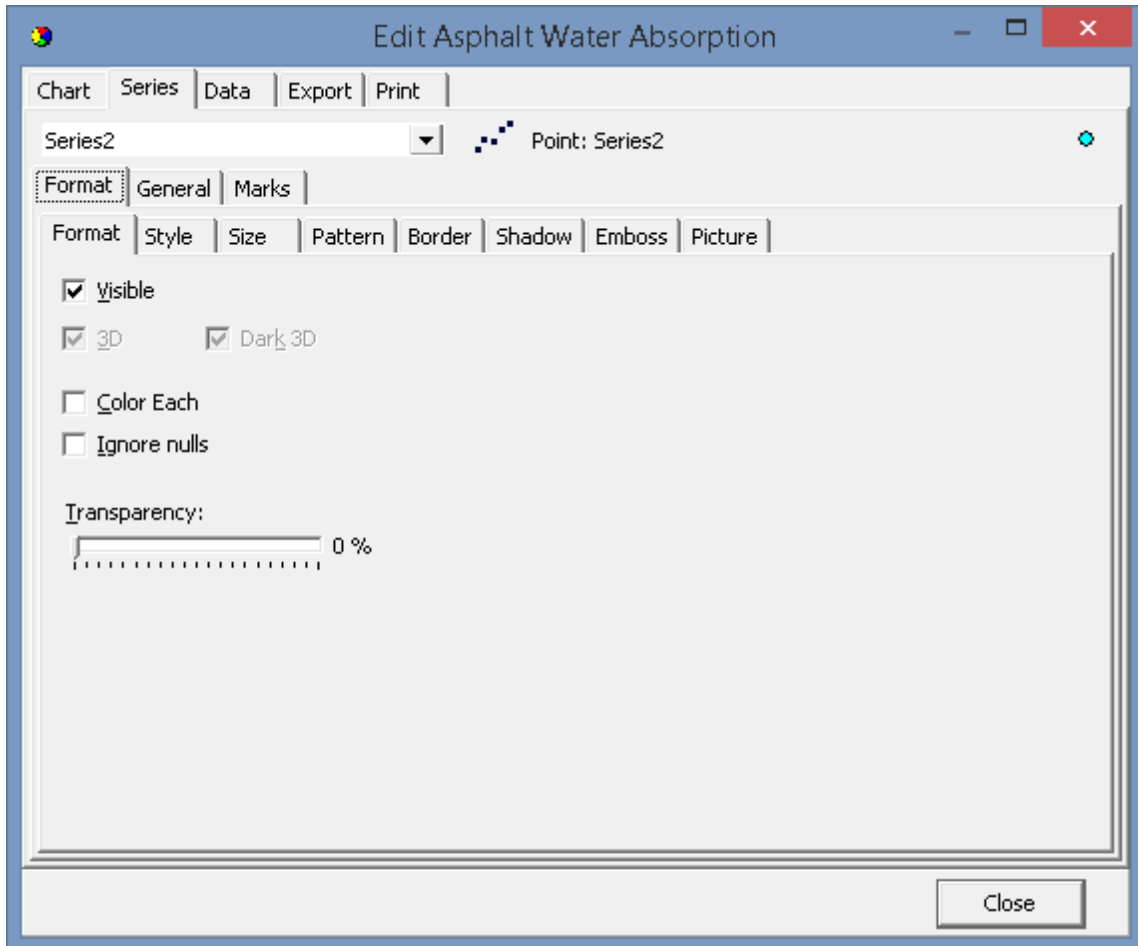 Edit Asphalt Water Absorption
Chart Series Data Export Print
Series2 Point: Series2
Format General Marks
Format Style Size Pattern Border Shadow Emboss Picture
Visible
3D Dark 3D
Color Each
Ignore nulls
Transparency:
0 %
Close